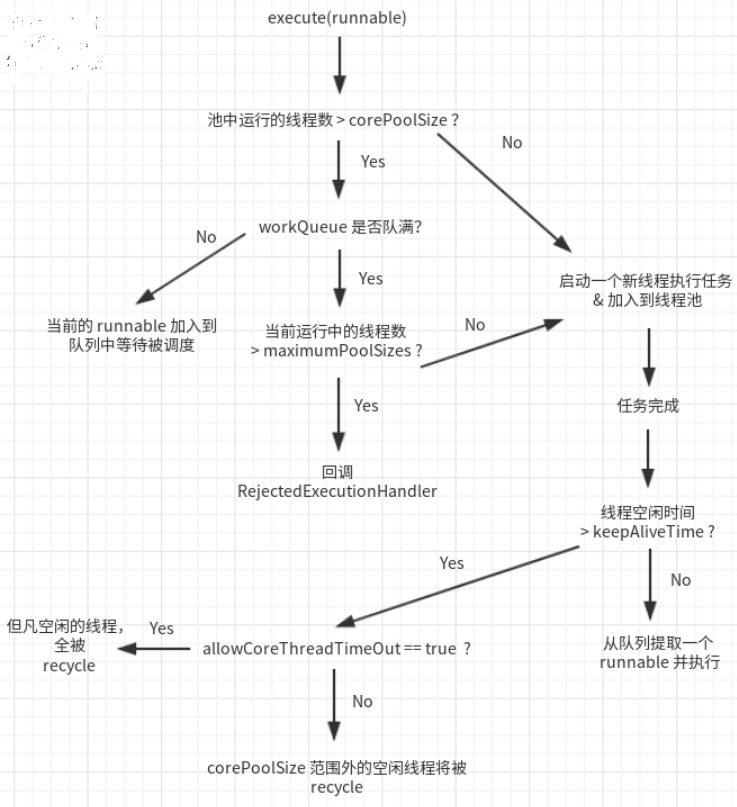 execute(runnable)
池中运行的线程数 > corePoolSize ?
No
Yes
workQueue 是否队满?
No
Yes
启动一个新线程执行任务
& 加入到线程池
当前的 runnable 加入到
队列中等待被调度
当前运行中的线程数
> maximumPoolSizes ?
No
Yes
任务完成
回调
RejectedExecutionHandler
线程空闲时间
> keepAliveTime ?
Yes
No
但凡空闲的线程，
全被
recycle
Yes
allowCoreThreadTimeOut == true ?
从队列提取一个
runnable 并执行
No
corePoolSize 范围外的空闲线程将被
recycle